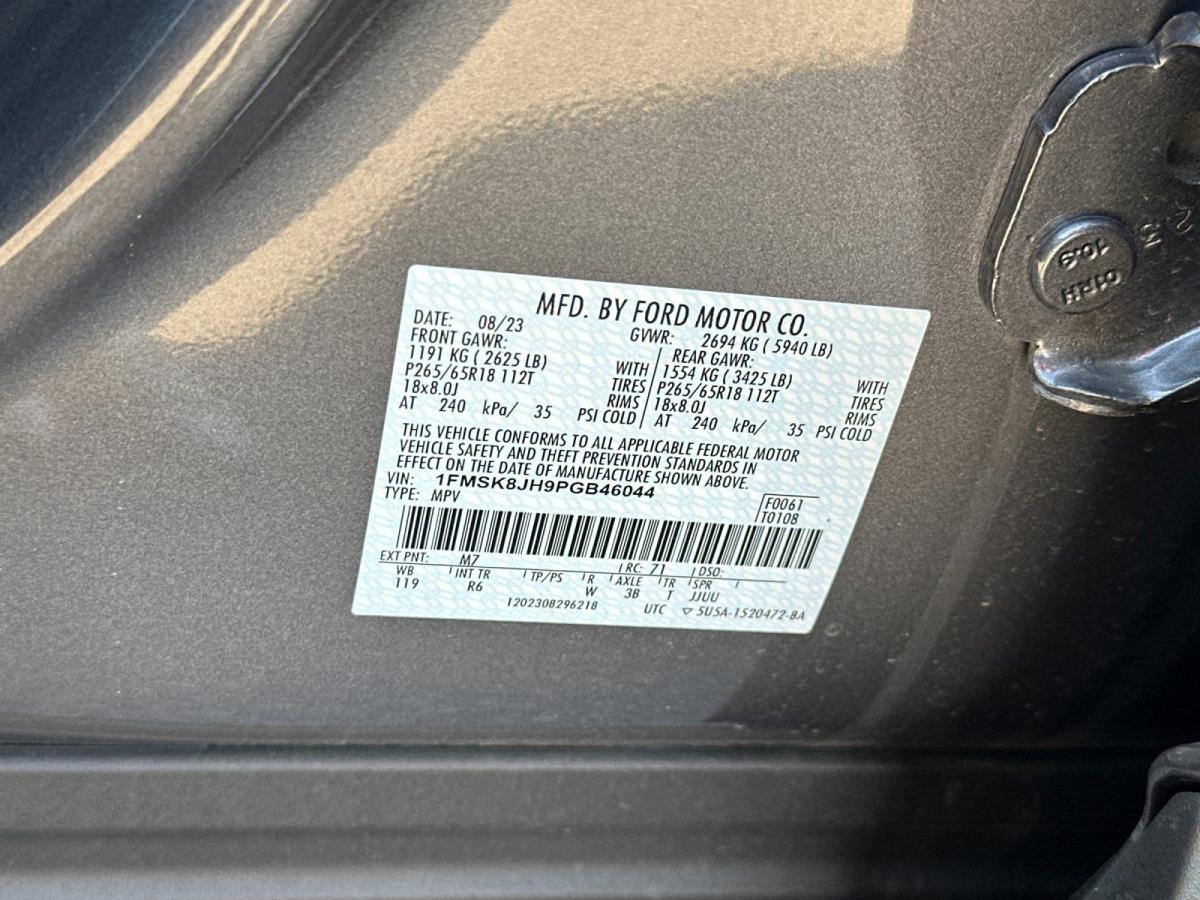 MFD. BY FORD MOTOR CO.
DATE: 08/23 GVWR: 2694 KG ( 5940 LB)
FRONT GAWR: REAR GAWR:
1191 KG ( 2625 LB) WITH 1554 KG ( 3425 LB) WITH
P265/65R18 112T TIRES P265/65R18 112T TIRES
18x8.0J RIMS 18x8.0J RIMS
AT 240 kPa/ 35 PSI COLD AT 240 kPa/ 35 PSI COLD
THIS VEHICLE CONFORMS TO ALL APPLICABLE FEDERAL MOTOR
VEHICLE SAFETY AND THEFT PREVENTION STANDARDS IN
EFFECT ON THE DATE OF MANUFACTURE SHOWN ABOVE.
VIN: 1FMSK8JH9PGB46044
TYPE: MPV
F0061
T0108
EXT PNT: M7 RC: 71 DSO:
WB INT TR TP/PS R AXLE TR SPR
119 R6 W 3B T JJUU
1202308296218 UTC ▽ 5U5A-1520472-BA
10.9
01RH